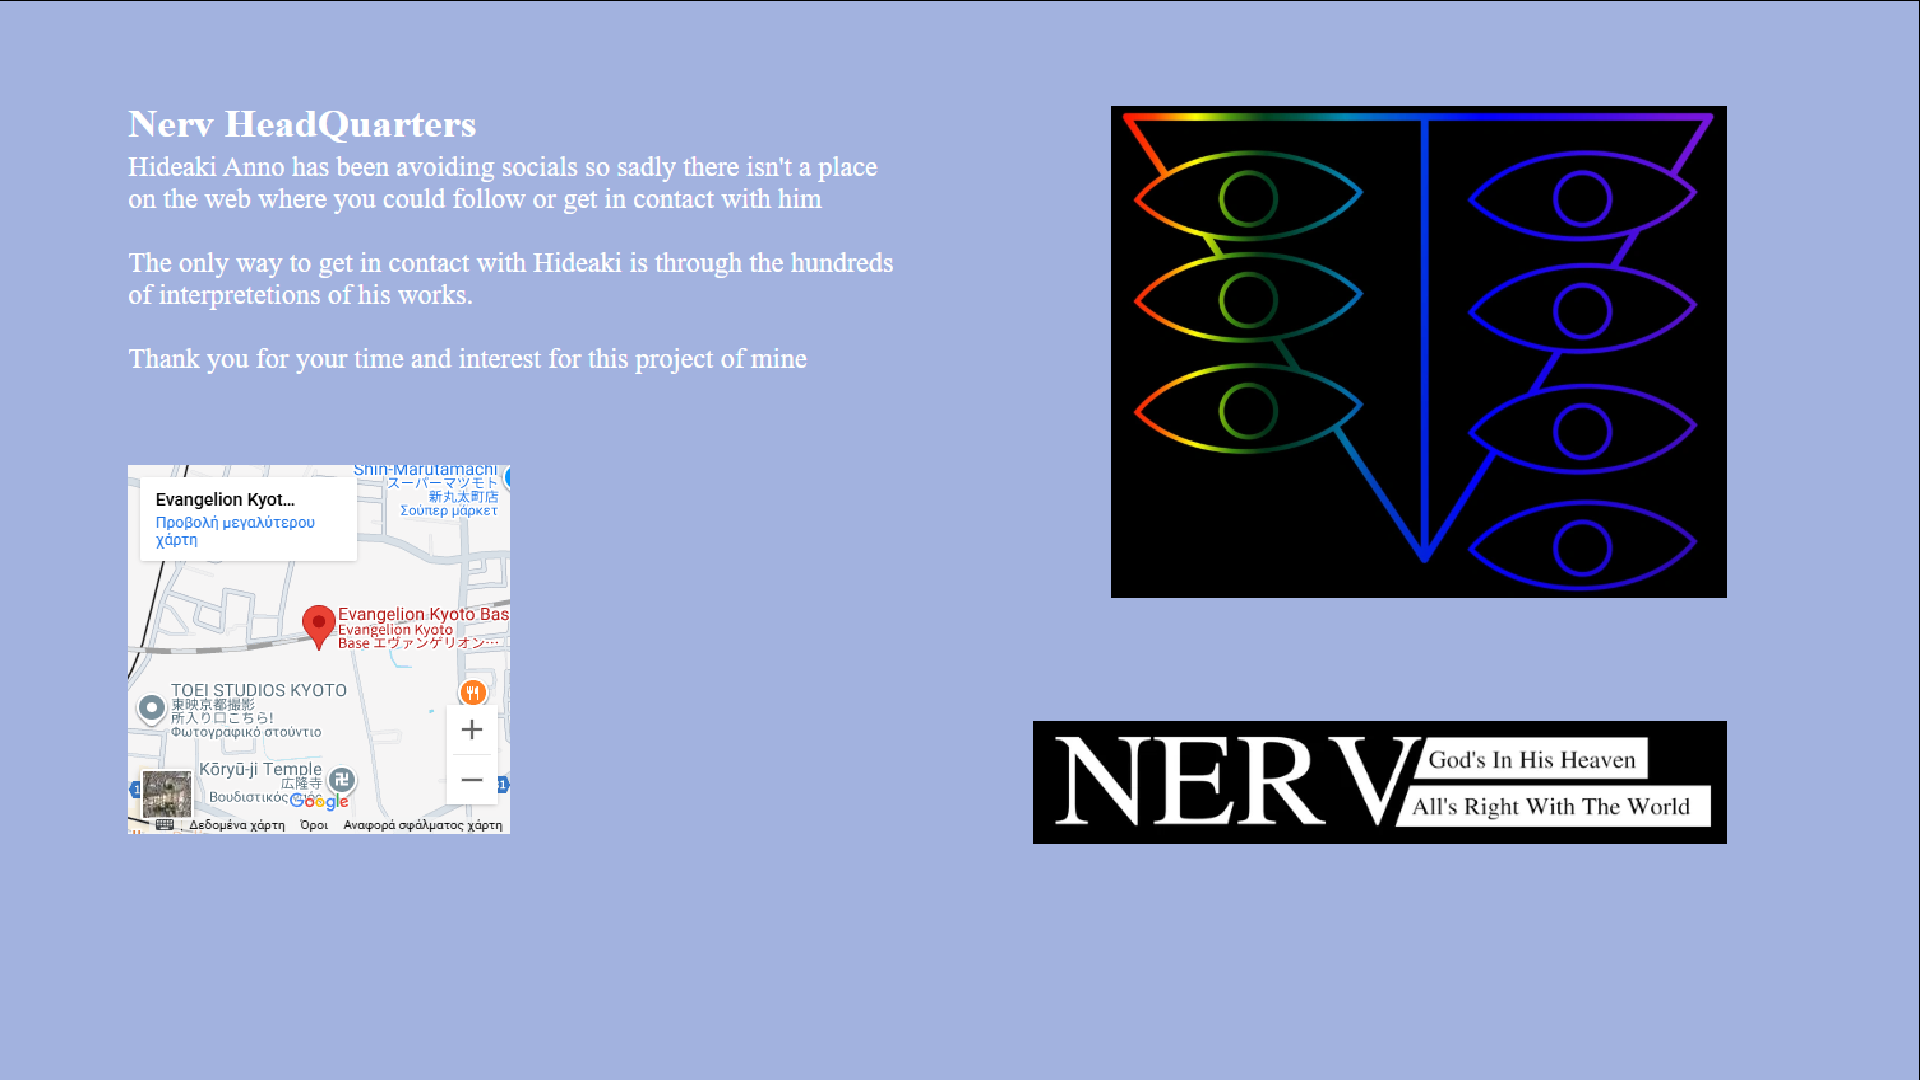 Nerv HeadQuarters
Hideaki Anno has been avoiding socials so sadly there isn't a place
on the web where you could follow or get in contact with him
The only way to get in contact with Hideaki is through the hundreds
of interpretetions of his works.
Thank you for your time and interest for this project of mine
Shin-Marutamachi
スーパーマツモト
新丸太町店
Σούπερ μάρκετ
Evangelion Kyot...
Προβολή μεγαλύτερου
χάρτη
Evangelion Kyoto Bas
Evangelion Kyoto
Base エヴァンゲリオン…
TOEI STUDIOS KYOTO
東映京都撮影
所入り口こちら!
Φωτογραφικό στούντιο
Kōryū-ji Temple
広隆寺
Βουδιστικός
Google
Δεδομένα χάρτη Όροι Αναφορά σφάλματος χάρτη
NERV
God's In His Heaven
All's Right With The World